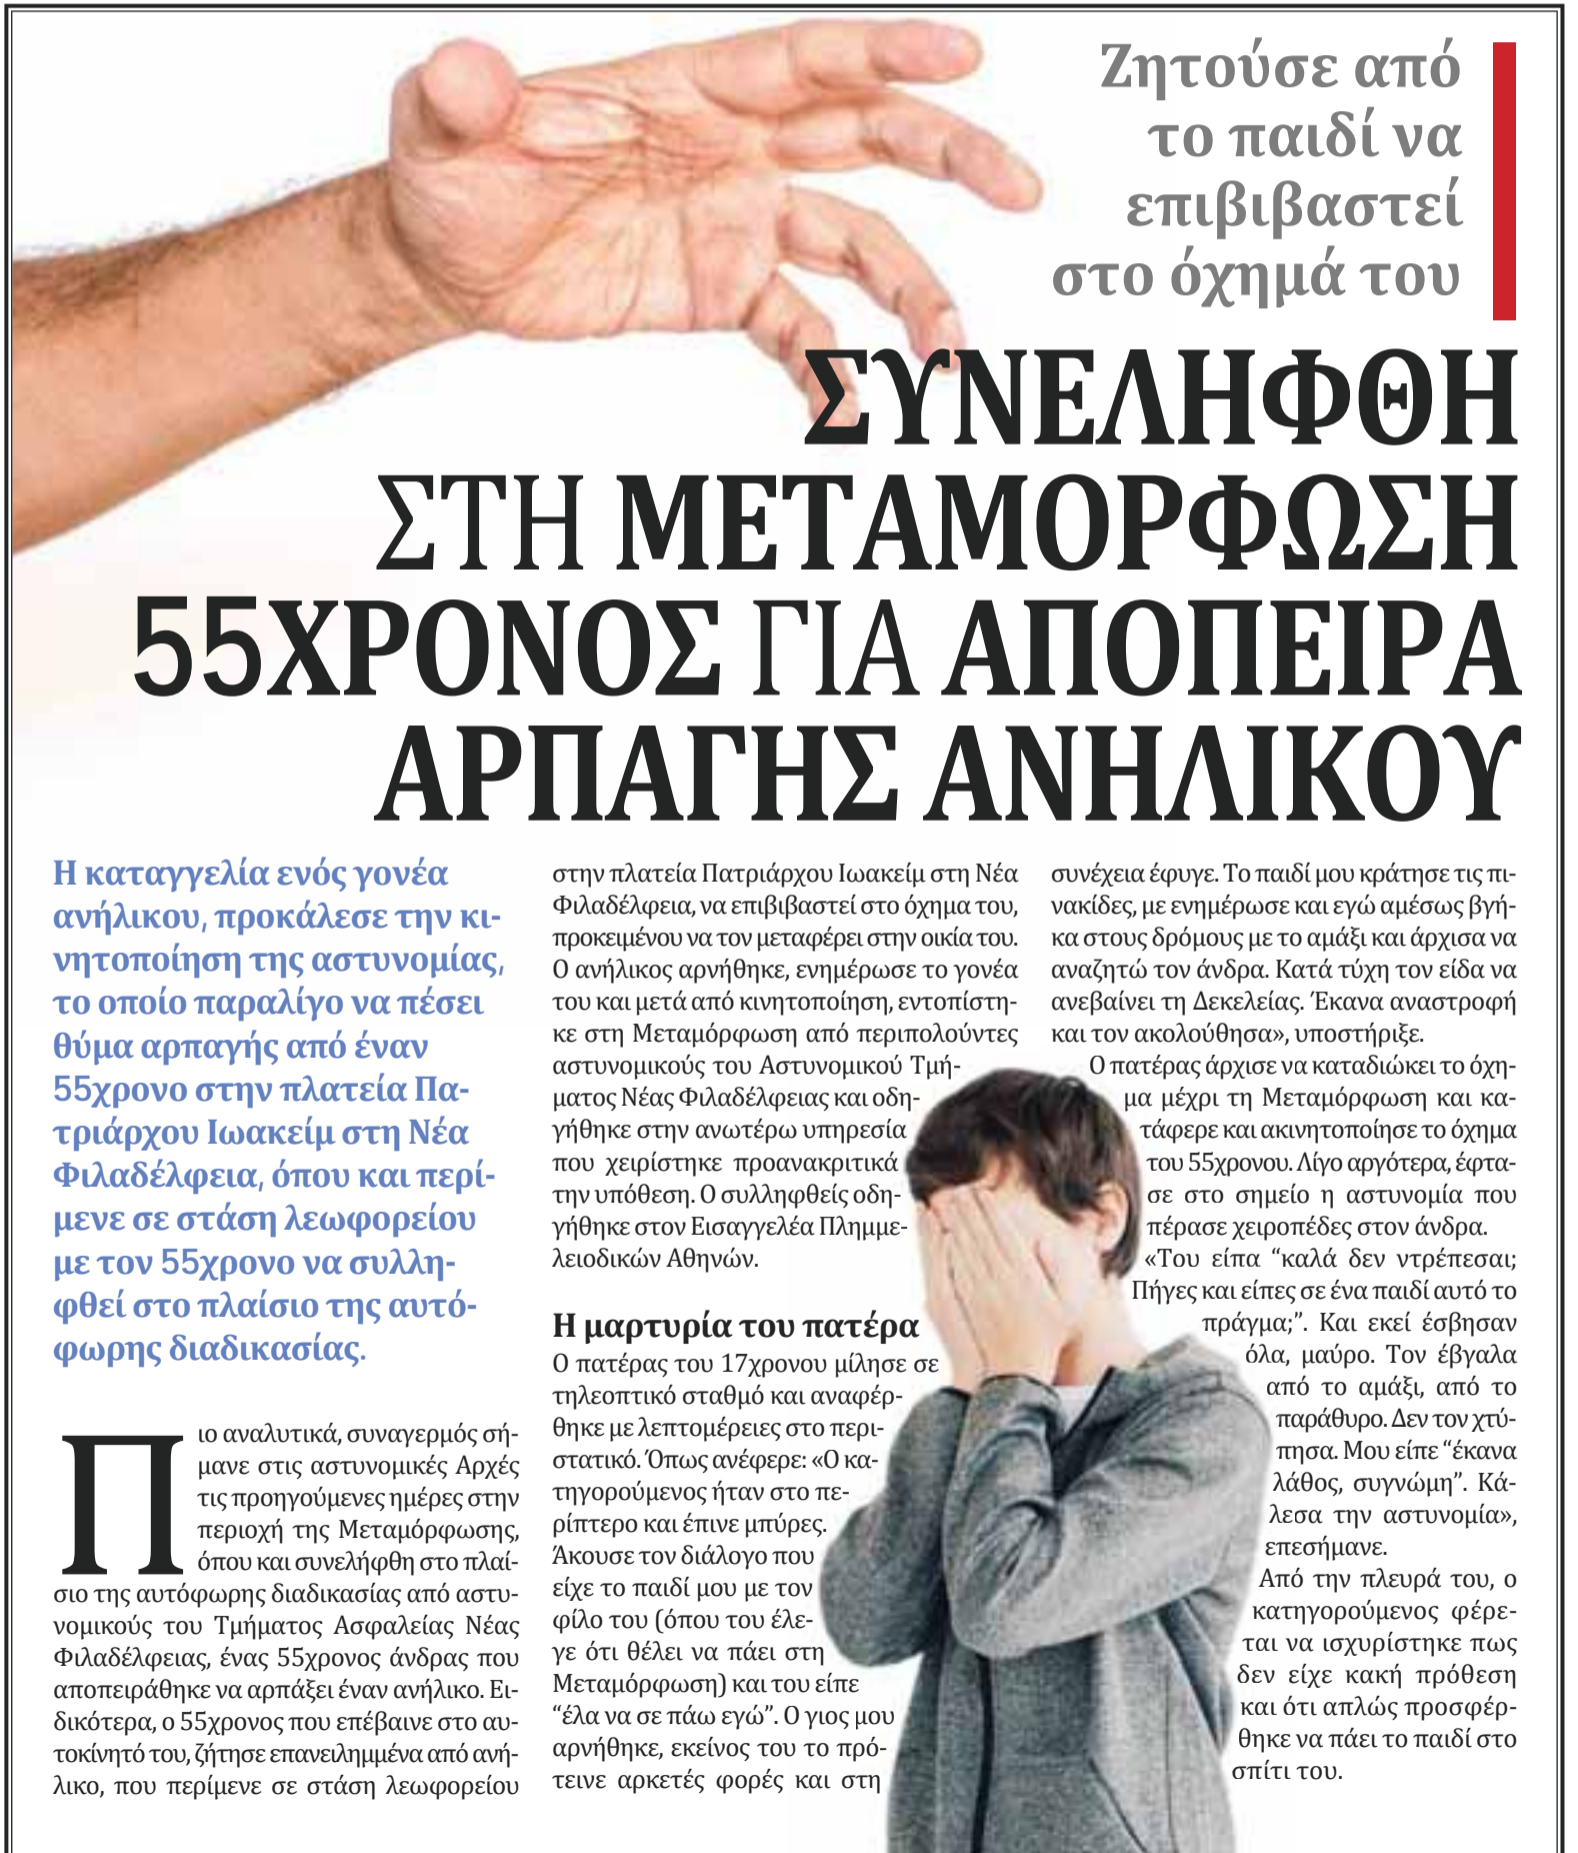 Ζητούσε από
το παιδί να
επιβιβαστεί
στο όχημά του
ΣΥΝΕΛΗΦΘΗ
ΣΤΗ ΜΕΤΑΜΟΡΦΩΣΗ
55ΧΡΟΝΟΣ ΓΙΑ ΑΠΟΠΕΙΡΑ
ΑΡΠΑΓΗΣ ΑΝΗΛΙΚΟΥ
Η καταγγελία ενός γονέα
ανήλικου, προκάλεσε την κι-
νητοποίηση της αστυνομίας,
το οποίο παραλίγο να πέσει
θύμα αρπαγής από έναν
55χρονο στην πλατεία Πα-
τριάρχου Ιωακείμ στη Νέα
Φιλαδέλφεια, όπου και περί-
μενε σε στάση λεωφορείου
με τον 55χρονο να συλλη-
φθεί στο πλαίσιο της αυτό-
φωρης διαδικασίας.
Πιο αναλυτικά, συναγερμός σή-
μανε στις αστυνομικές Αρχές
τις προηγούμενες ημέρες στην
περιοχή της Μεταμόρφωσης,
όπου και συνελήφθη στο πλαί-
σιο της αυτόφωρης διαδικασίας από αστυ-
νομικούς του Τμήματος Ασφαλείας Νέας
Φιλαδέλφειας, ένας 55χρονος άνδρας που
αποπειράθηκε να αρπάξει έναν ανήλικο. Ει-
δικότερα, ο 55χρονος που επέβαινε στο αυ-
τοκίνητό του, ζήτησε επανειλημμένα από ανή-
λικο, που περίμενε σε στάση λεωφορείου
στην πλατεία Πατριάρχου Ιωακείμ στη Νέα
Φιλαδέλφεια, να επιβιβαστεί στο όχημα του,
προκειμένου να τον μεταφέρει στην οικία του.
Ο ανήλικος αρνήθηκε, ενημέρωσε το γονέα
του και μετά από κινητοποίηση, εντοπίστη-
κε στη Μεταμόρφωση από περιπολούντες
αστυνομικούς του Αστυνομικού Τμή-
ματος Νέας Φιλαδέλφειας και οδη-
γήθηκε στην ανωτέρω υπηρεσία
που χειρίστηκε προανακριτικά
την υπόθεση. Ο συλληφθείς οδη-
γήθηκε στον Εισαγγελέα Πλημμε-
λειοδικών Αθηνών.
Η μαρτυρία του πατέρα
Ο πατέρας του 17χρονου μίλησε σε
τηλεοπτικό σταθμό και αναφέρ-
θηκε με λεπτομέρειες στο περι-
στατικό. Όπως ανέφερε: «Ο κα-
τηγορούμενος ήταν στο πε-
ρίπτερο και έπινε μπύρες.
Άκουσε τον διάλογο που
είχε το παιδί μου με τον
φίλο του (όπου του έλε-
γε ότι θέλει να πάει στη
Μεταμόρφωση) και του είπε
“έλα να σε πάω εγώ”. Ο γιος μου
αρνήθηκε, εκείνος του το πρό-
τεινε αρκετές φορές και στη
συνέχεια έφυγε. Το παιδί μου κράτησε τις πι-
νακίδες, με ενημέρωσε και εγώ αμέσως βγή-
κα στους δρόμους με το αμάξι και άρχισα να
αναζητώ τον άνδρα. Κατά τύχη τον είδα να
ανεβαίνει τη Δεκελείας. Έκανα αναστροφή
και τον ακολούθησα», υποστήριξε.
Ο πατέρας άρχισε να καταδιώκει το όχη-
μα μέχρι τη Μεταμόρφωση και κα-
τάφερε και ακινητοποίησε το όχημα
του 55χρονου. Λίγο αργότερα, έφτα-
σε στο σημείο η αστυνομία που
πέρασε χειροπέδες στον άνδρα.
«Του είπα “καλά δεν ντρέπεσαι;
Πήγες και είπες σε ένα παιδί αυτό το
πράγμα;”. Και εκεί έσβησαν
όλα, μαύρο. Τον έβγαλα
από το αμάξι, από το
παράθυρο. Δεν τον χτύ-
πησα. Μου είπε “έκανα
λάθος, συγνώμη”. Κά-
λεσα την αστυνομία»,
επεσήμανε.
Από την πλευρά του, ο
κατηγορούμενος φέρε-
ται να ισχυρίστηκε πως
δεν είχε κακή πρόθεση
και ότι απλώς προσφέρ-
θηκε να πάει το παιδί στο
σπίτι του.